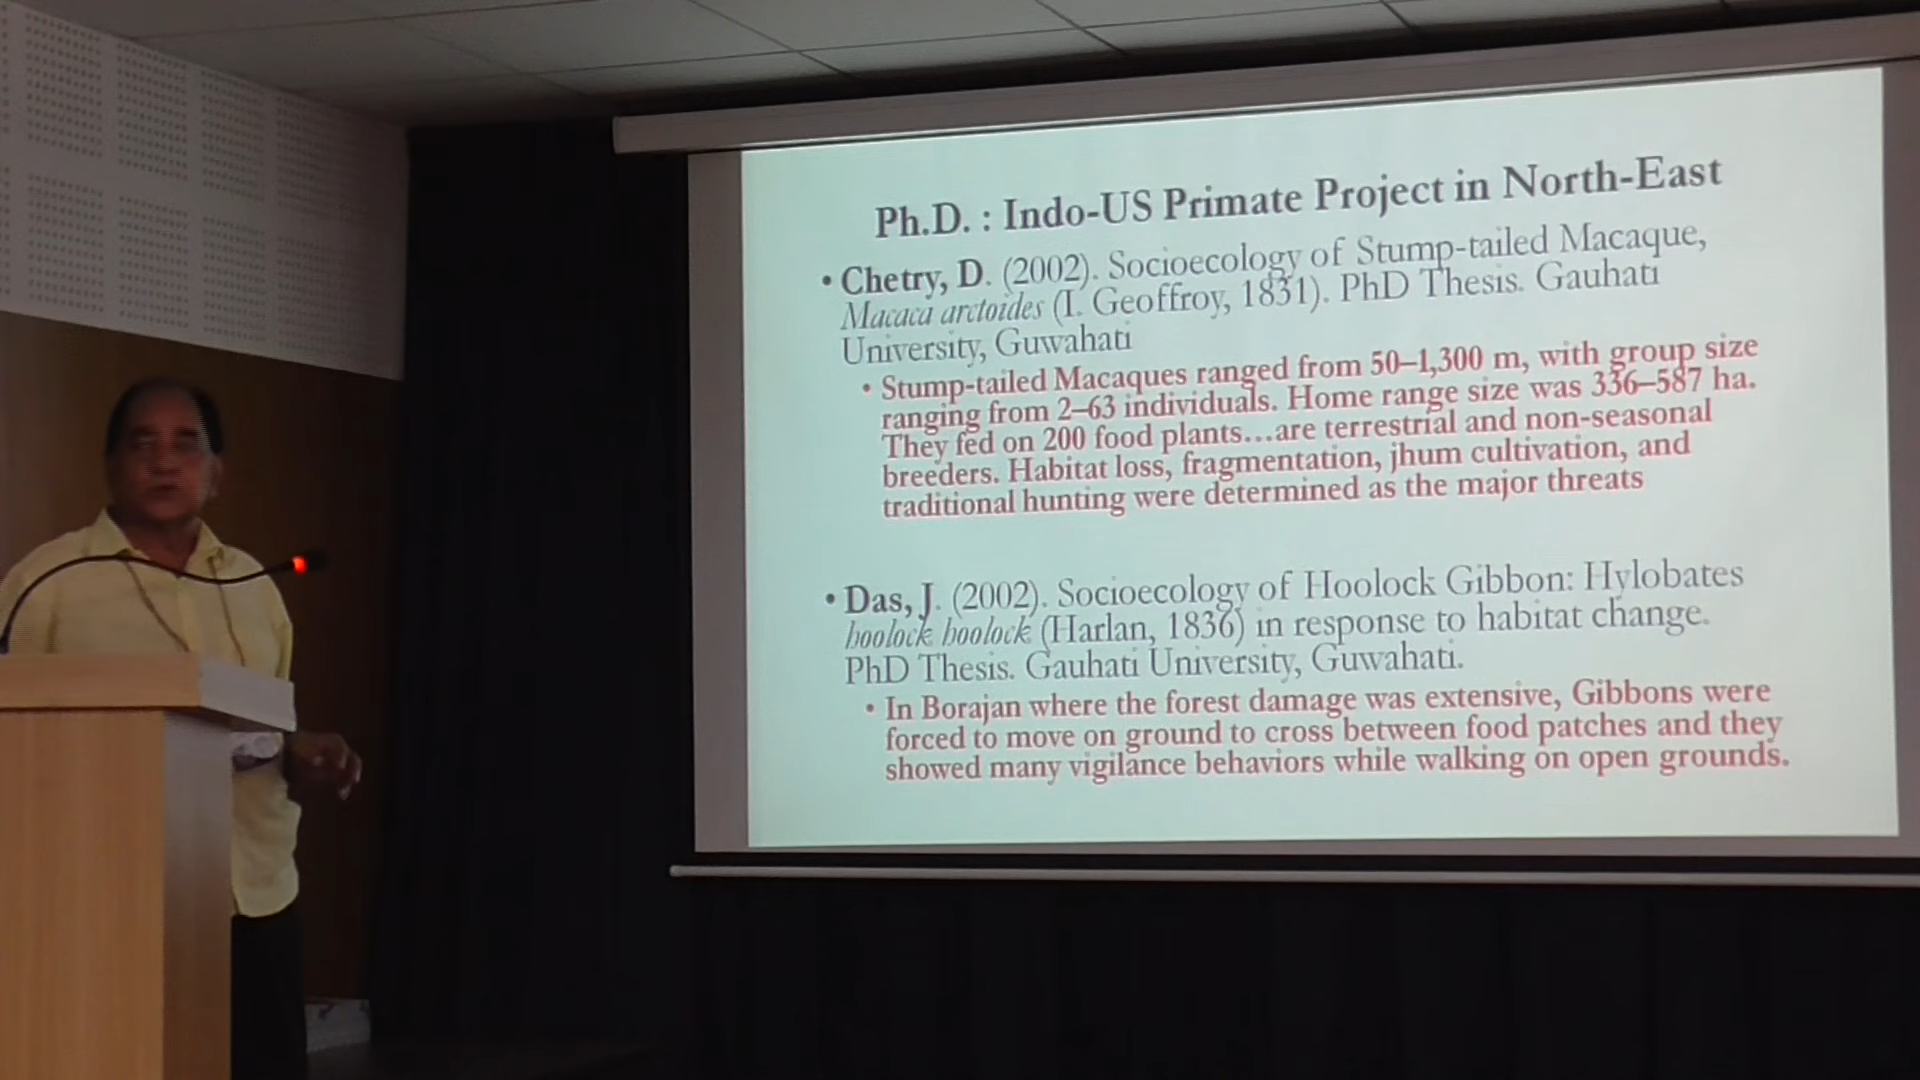 Ph.D. : Indo-US Primate Project in North-East
• Chetry, D. (2002). Socioecology of Stump-tailed Macaque,
Macaca arctoides (I. Geoffroy, 1831). PhD Thesis. Gauhati
University, Guwahati
• Stump-tailed Macaques ranged from 50–1,300 m, with group size
ranging from 2–63 individuals. Home range size was 336–587 ha.
They fed on 200 food plants...are terrestrial and non-seasonal
breeders. Habitat loss, fragmentation, jhum cultivation, and
traditional hunting were determined as the major threats
• Das, J. (2002). Socioecology of Hoolock Gibbon: Hylobates
hoolock hoolock (Harlan, 1836) in response to habitat change.
PhD Thesis. Gauhati University, Guwahati.
• In Borajan where the forest damage was extensive, Gibbons were
forced to move on ground to cross between food patches and they
showed many vigilance behaviors while walking on open grounds.